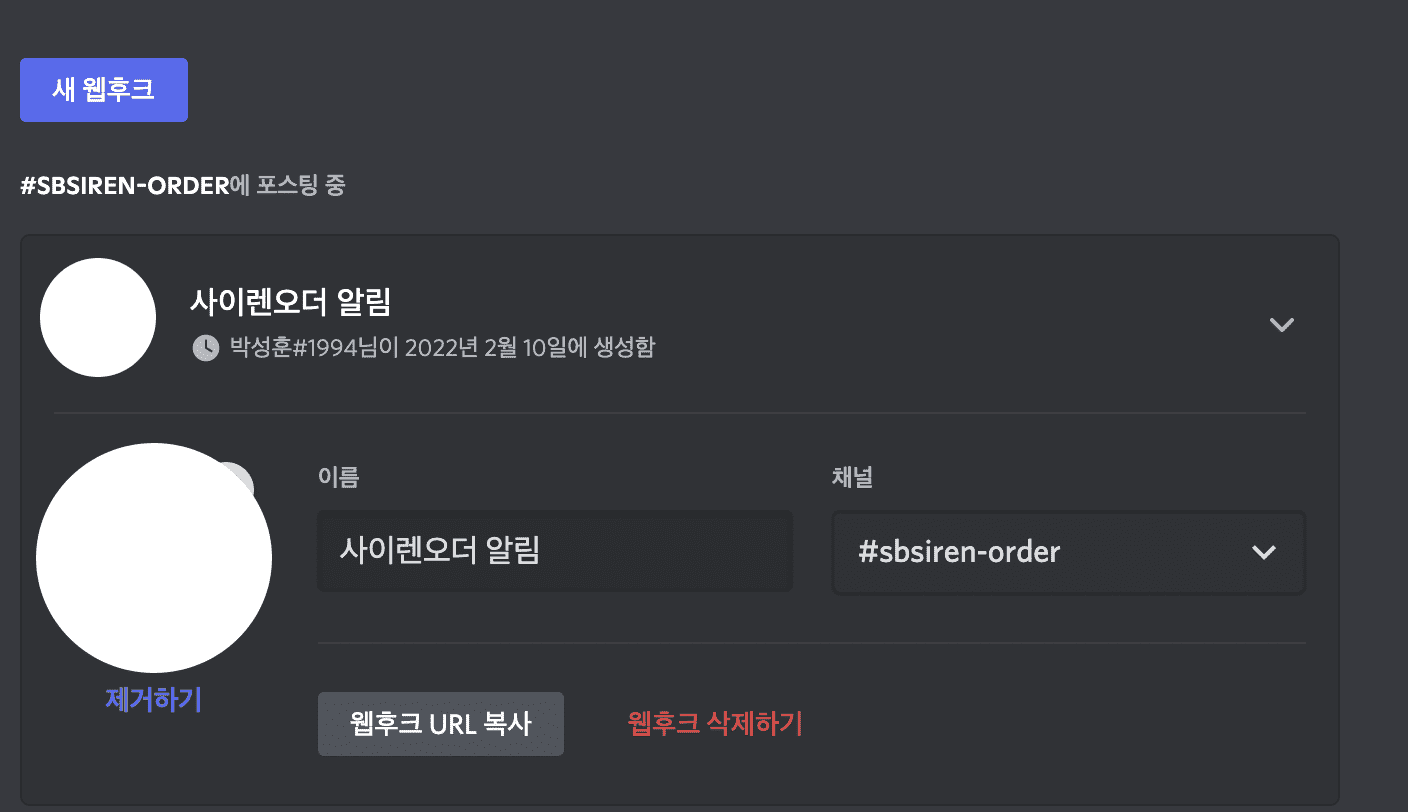 새 웹후크
#SBSIREN-ORDER에 포스팅 중
사이렌오더 알림
박성훈#1994님이 2022년 2월 10일에 생성함
이름
채널
사이렌오더 알림
#sbsiren-order
제거하기
웹후크 URL 복사
웹후크 삭제하기